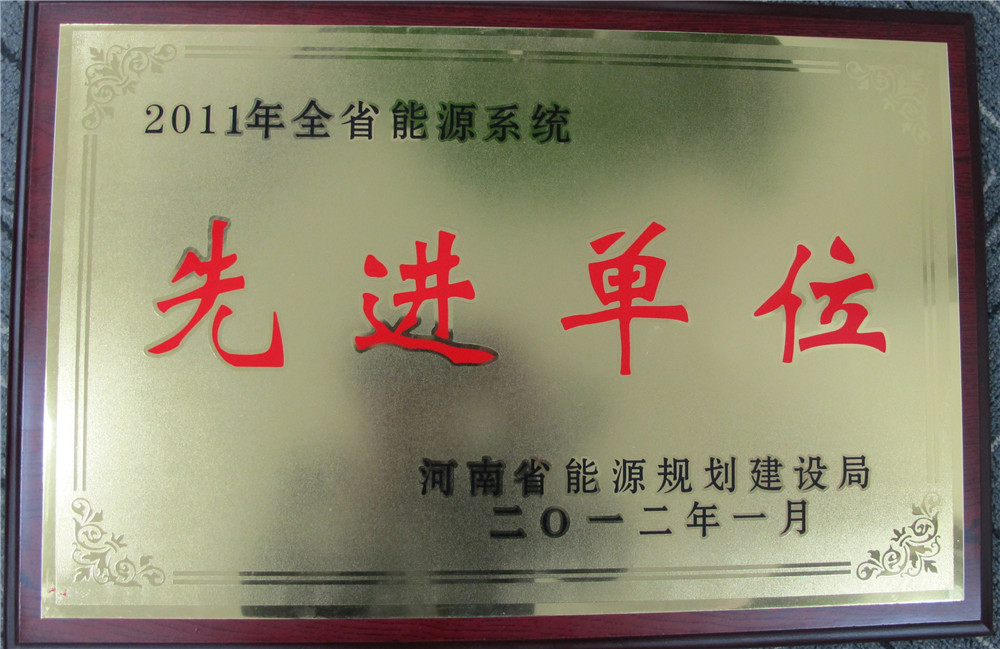 2011年全省能源系统
先进单位
河南省能源规划建设局
二〇一二年一月